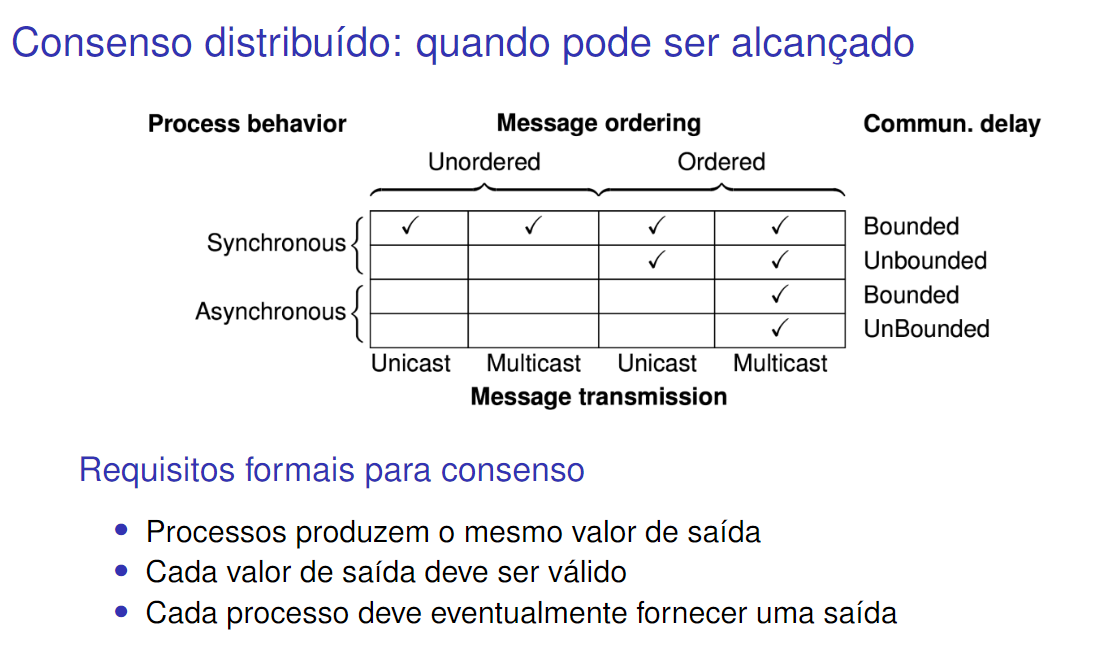 Consenso distribuído: quando pode ser alcançado
Process behavior Message ordering Commun. delay
Unordered Ordered
Synchronous ✓ ✓ ✓ ✓ Bounded
✓ ✓ Unbounded
Asynchronous ✓ Bounded
✓ UnBounded
Unicast Multicast Unicast Multicast
Message transmission
Requisitos formais para consenso
• Processos produzem o mesmo valor de saída
• Cada valor de saída deve ser válido
• Cada processo deve eventualmente fornecer uma saída